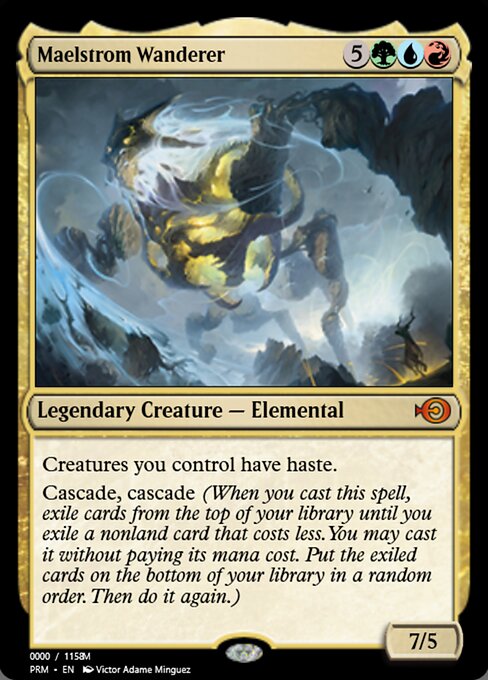 Maelstrom Wanderer 5
Legendary Creature — Elemental
Creatures you control have haste.
Cascade, cascade (When you cast this spell,
exile cards from the top of your library until you
exile a nonland card that costs less. You may cast
it without paying its mana cost. Put the exiled
cards on the bottom of your library in a random
order. Then do it again.)
7/5
0000 / 1158M
PRM • EN Victor Adame Minguez